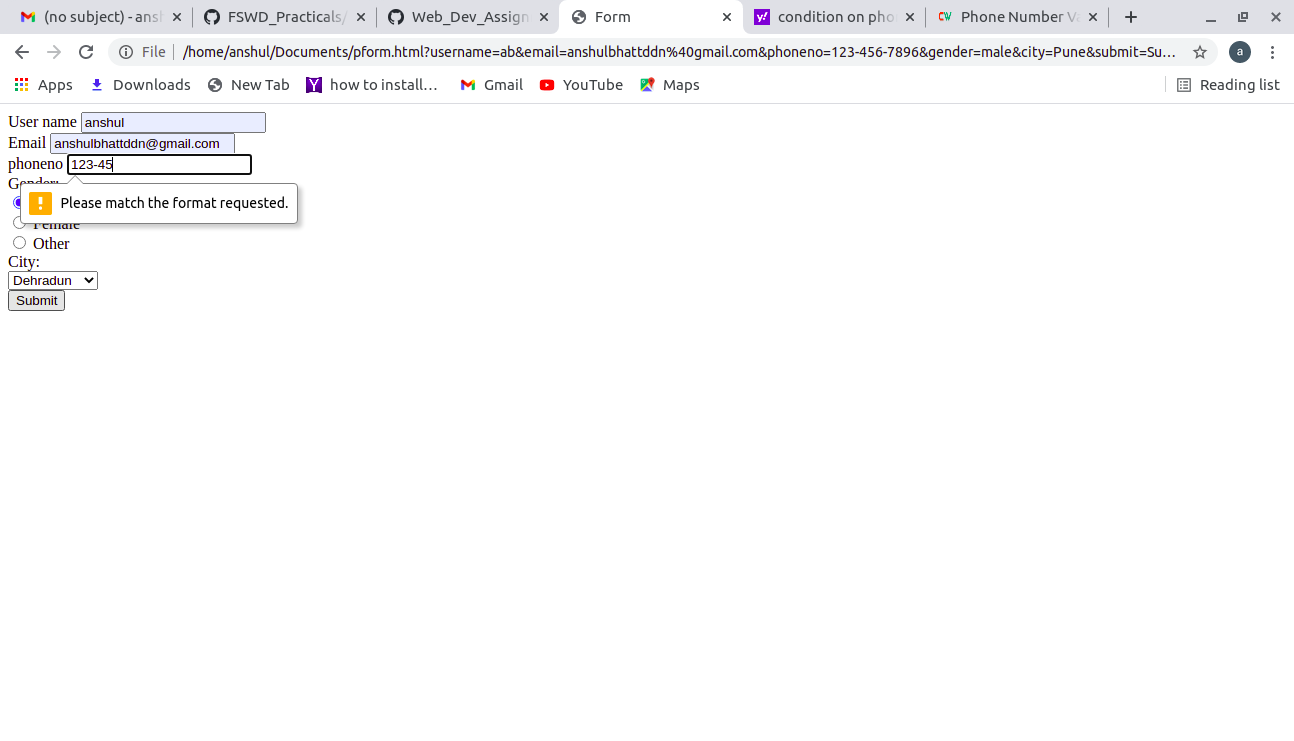 (no subject) - ansh
FSWD_Practicals/
Web_Dev_Assign
Form
condition on pho
Phone Number Va
File
/home/anshul/Documents/pform.html?username=ab&email=anshulbhattddn%40gmail.com&phoneno=123-456-7896&gender=male&city=Pune&submit=Su…
a
Apps
Downloads
New Tab
how to install…
Gmail
YouTube
Maps
Reading list
User name anshul
Email anshulbhattddn@gmail.com
phoneno 123-45
Gender:
Please match the format requested.
Female
Other
City:
Dehradun
Submit